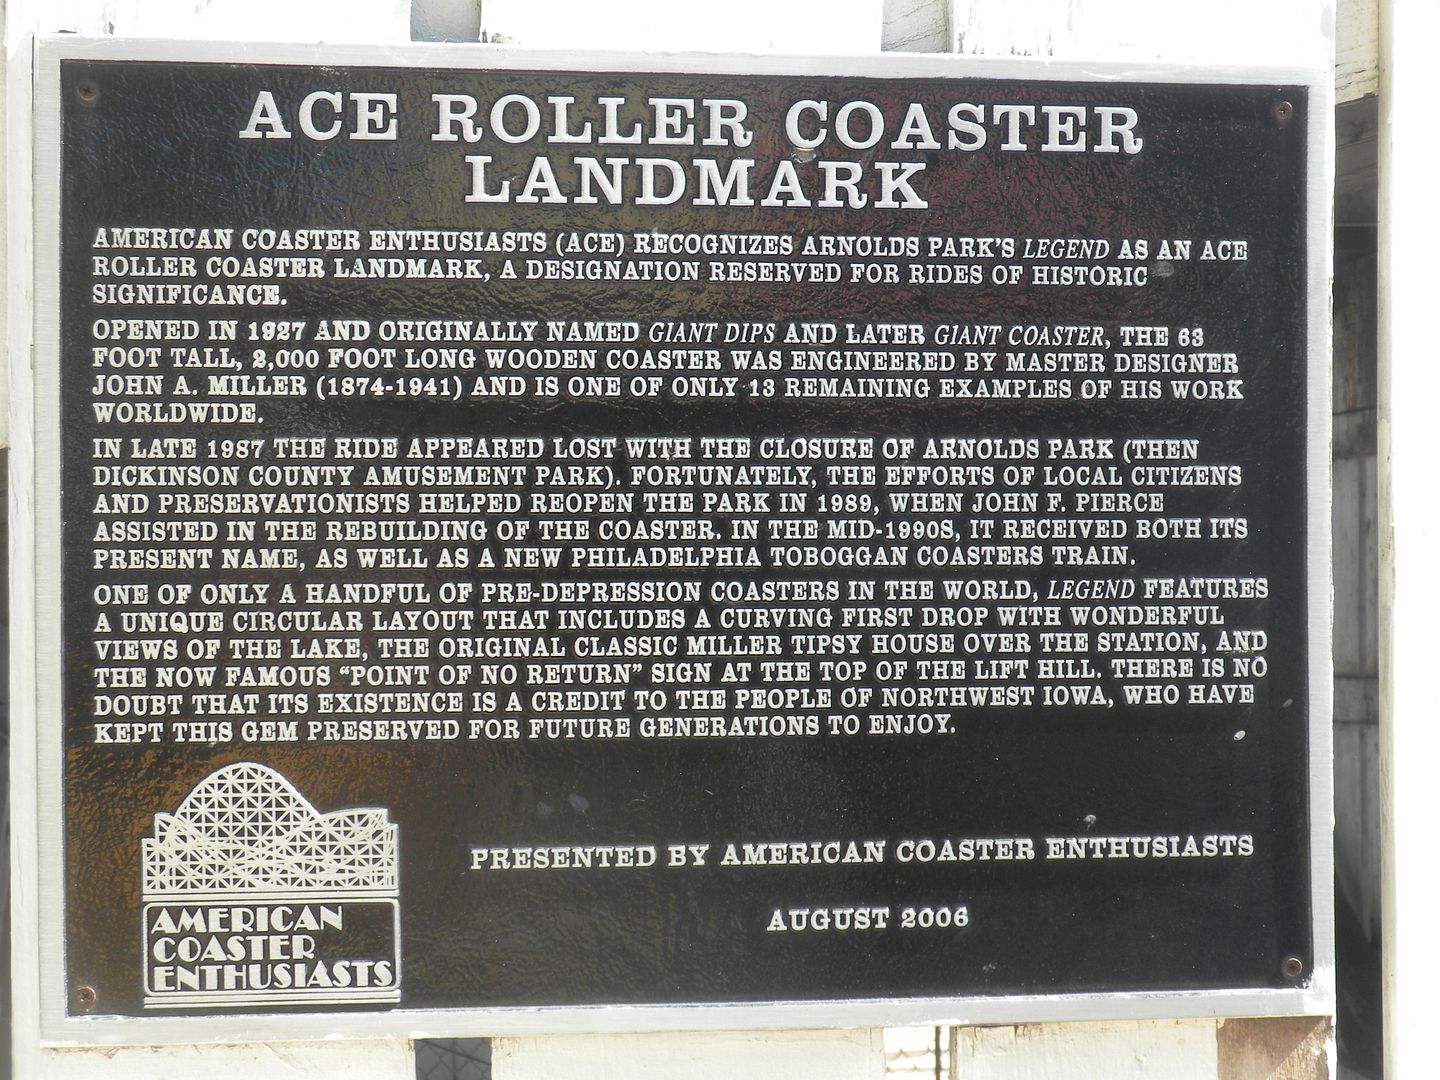 ACE ROLLER COASTER
LANDMARK
AMERICAN COASTER ENTHUSIASTS (ACE) RECOGNIZES ARNOLDS PARK'S LEGEND AS AN ACE
ROLLER COASTER LANDMARK, A DESIGNATION RESERVED FOR RIDES OF HISTORIC
SIGNIFICANCE.
OPENED IN 1927 AND ORIGINALLY NAMED GIANT DIPS AND LATER GIANT COASTER, THE 63
FOOT TALL, 2,000 FOOT LONG WOODEN COASTER WAS ENGINEERED BY MASTER DESIGNER
JOHN A. MILLER (1874-1941) AND IS ONE OF ONLY 13 REMAINING EXAMPLES OF HIS WORK
WORLDWIDE.
IN LATE 1987 THE RIDE APPEARED LOST WITH THE CLOSURE OF ARNOLDS PARK (THEN
DICKINSON COUNTY AMUSEMENT PARK). FORTUNATELY, THE EFFORTS OF LOCAL CITIZENS
AND PRESERVATIONISTS HELPED REOPEN THE PARK IN 1989, WHEN JOHN F. PIERCE
ASSISTED IN THE REBUILDING OF THE COASTER. IN THE MID-1990S, IT RECEIVED BOTH ITS
PRESENT NAME, AS WELL AS A NEW PHILADELPHIA TOBOGGAN COASTERS TRAIN.
ONE OF ONLY A HANDFUL OF PRE-DEPRESSION COASTERS IN THE WORLD, LEGEND FEATURES
A UNIQUE CIRCULAR LAYOUT THAT INCLUDES A CURVING FIRST DROP WITH WONDERFUL
VIEWS OF THE LAKE, THE ORIGINAL CLASSIC MILLER TIPSY HOUSE OVER THE STATION, AND
THE NOW FAMOUS “POINT OF NO RETURN” SIGN AT THE TOP OF THE LIFT HILL. THERE IS NO
DOUBT THAT ITS EXISTENCE IS A CREDIT TO THE PEOPLE OF NORTHWEST IOWA, WHO HAVE
KEPT THIS GEM PRESERVED FOR FUTURE GENERATIONS TO ENJOY.
PRESENTED BY AMERICAN COASTER ENTHUSIASTS
AUGUST 2006
AMERICAN
COASTER
ENTHUSIASTS